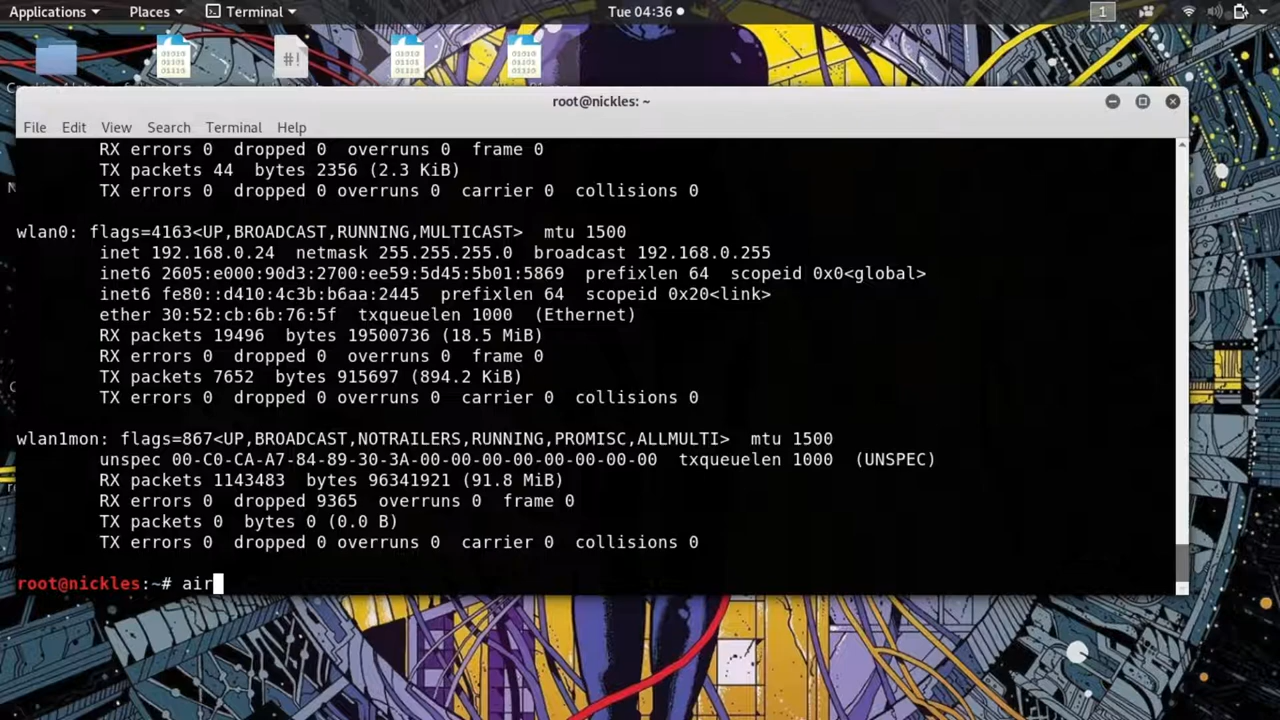 Applications Places Terminal Tue 04:36 1
01010
01110
#!
01010
01110
01010
01110
root@nickles: ~
File Edit View Search Terminal Help
RX errors 0 dropped 0 overruns 0 frame 0
TX packets 44 bytes 2356 (2.3 KiB)
TX errors 0 dropped 0 overruns 0 carrier 0 collisions 0
wlan0: flags=4163<UP,BROADCAST,RUNNING,MULTICAST> mtu 1500
inet 192.168.0.24 netmask 255.255.255.0 broadcast 192.168.0.255
inet6 2605:e000:90d3:2700:ee59:5d45:5b01:5869 prefixlen 64 scopeid 0x0<global>
inet6 fe80::d410:4c3b:b6aa:2445 prefixlen 64 scopeid 0x20<link>
ether 30:52:cb:6b:76:5f txqueuelen 1000 (Ethernet)
RX packets 19496 bytes 19500736 (18.5 MiB)
RX errors 0 dropped 0 overruns 0 frame 0
TX packets 7652 bytes 915697 (894.2 KiB)
TX errors 0 dropped 0 overruns 0 carrier 0 collisions 0
wlan1mon: flags=867<UP,BROADCAST,NOTRAILERS,RUNNING,PROMISC,ALLMULTI> mtu 1500
unspec 00-C0-CA-A7-84-89-30-3A-00-00-00-00-00-00-00-00 txqueuelen 1000 (UNSPEC)
RX packets 1143483 bytes 96341921 (91.8 MiB)
RX errors 0 dropped 9365 overruns 0 frame 0
TX packets 0 bytes 0 (0.0 B)
TX errors 0 dropped 0 overruns 0 carrier 0 collisions 0
root@nickles:~# air